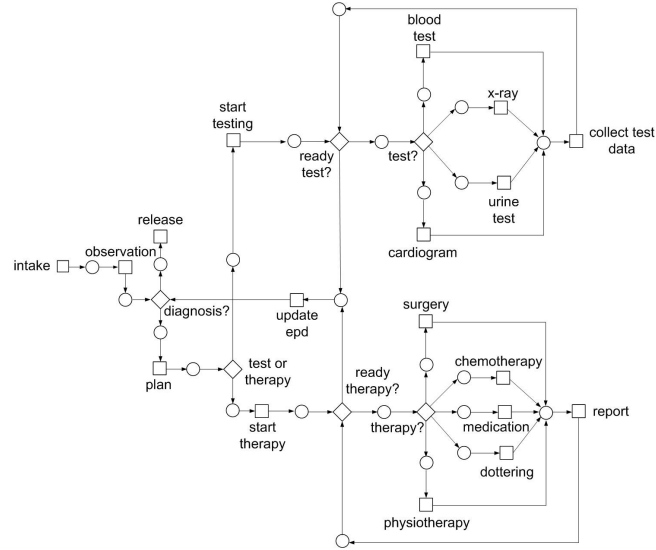 blood
test
x-ray
start
testing
collect test
data
ready
test?
test?
urine
test
release
cardiogram
observation
intake
surgery
diagnosis?
update
epd
chemotherapy
ready
therapy?
test or
therapy
plan
report
therapy?
medication
start
therapy
dottering
physiotherapy